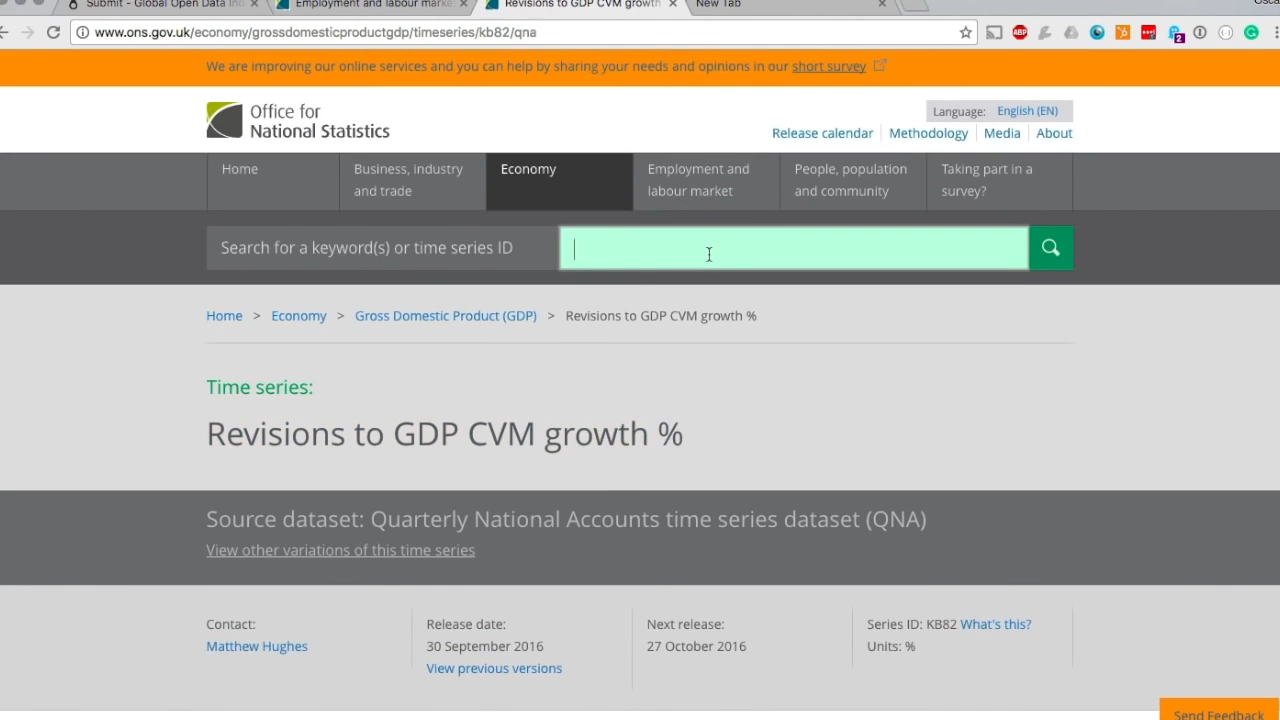 Submit - Global Open Data Ind
Employment and labour marke
Revisions to GDP CVM growth
New Tab
Osca
www.ons.gov.uk/economy/grossdomesticproductgdp/timeseries/kb82/qna
ABP
2
We are improving our online services and you can help by sharing your needs and opinions in our short survey
Office for
National Statistics
Language: English (EN)
Release calendar
Methodology
Media
About
Home
Business, industry
and trade
Economy
Employment and
labour market
People, population
and community
Taking part in a
survey?
Search for a keyword(s) or time series ID
Home > Economy > Gross Domestic Product (GDP) > Revisions to GDP CVM growth %
Time series:
Revisions to GDP CVM growth %
Source dataset: Quarterly National Accounts time series dataset (QNA)
View other variations of this time series
Contact:
Matthew Hughes
Release date:
30 September 2016
View previous versions
Next release:
27 October 2016
Series ID: KB82 What's this?
Units: %
Send Feedback